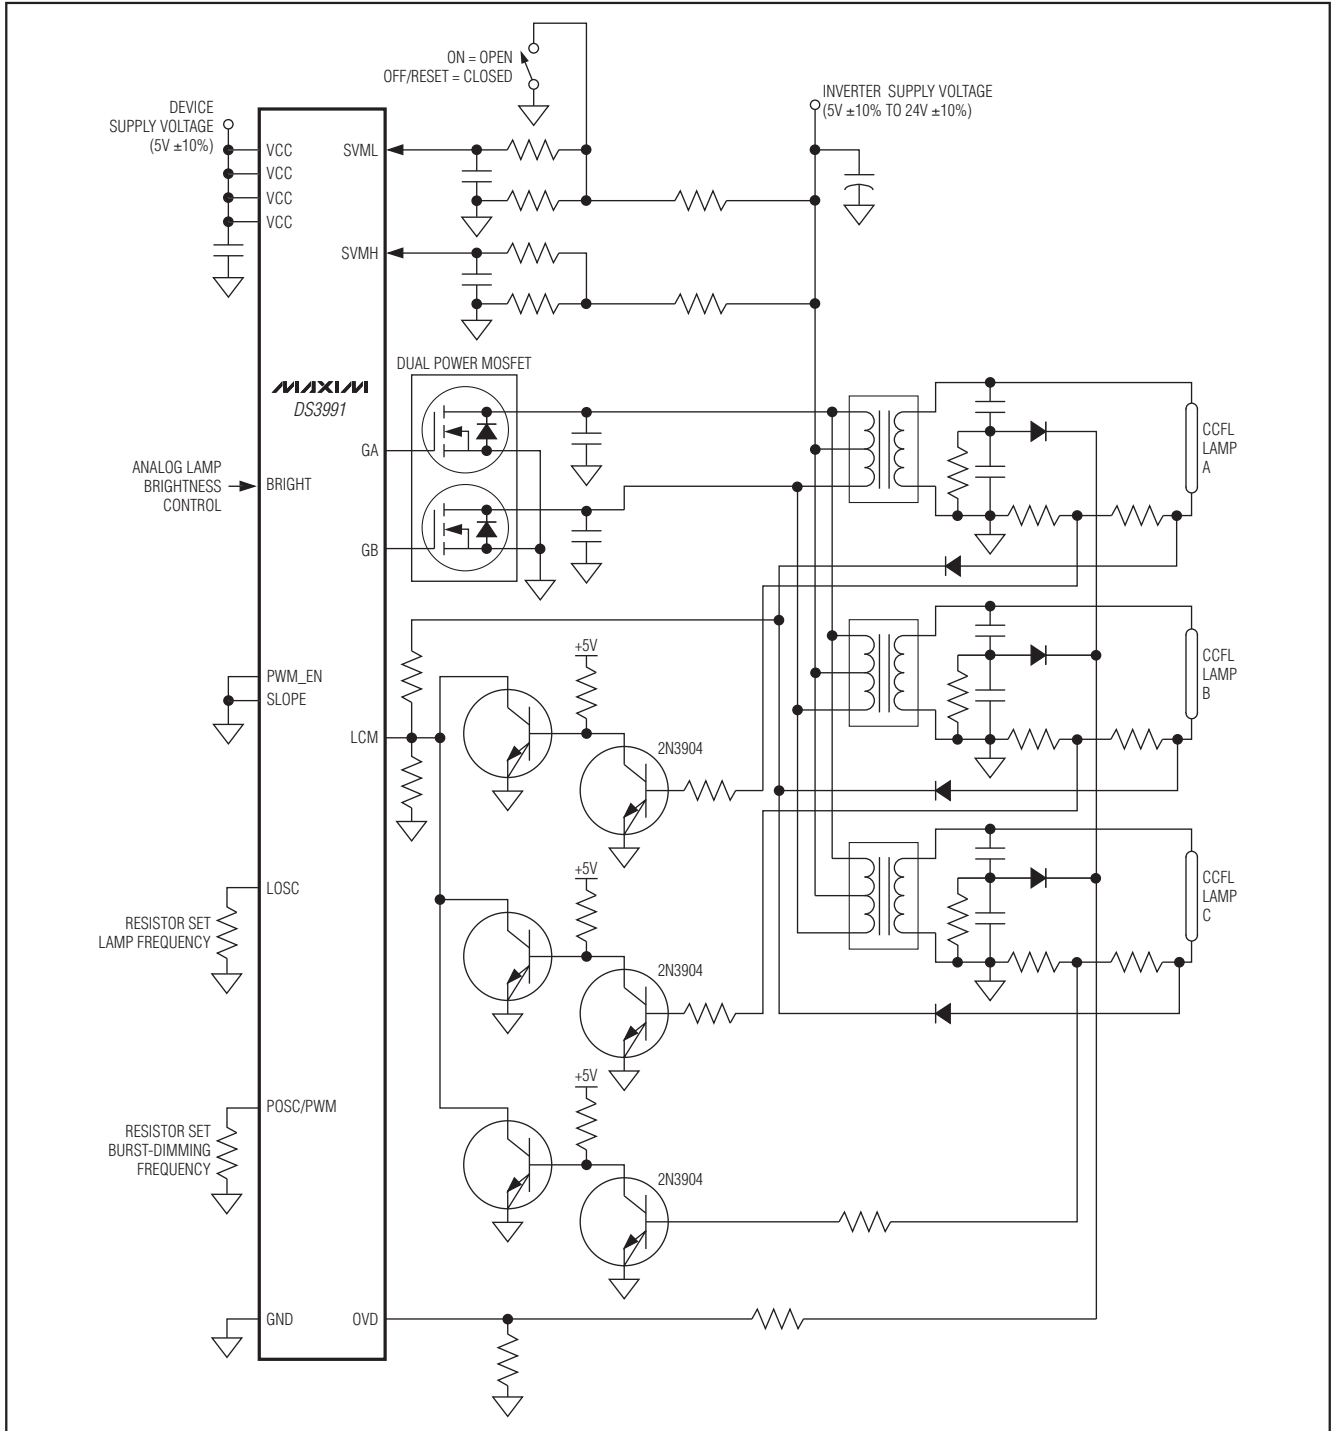 ON = OPEN
OFF/RESET = CLOSED
INVERTER SUPPLY VOLTAGE
(5V ±10% TO 24V ±10%)
DEVICE
SUPPLY VOLTAGE
(5V ±10%)
VCC
VCC
VCC
VCC
SVML
SVMH
MAXIM
DS3991
DUAL POWER MOSFET
GA
GB
ANALOG LAMP
BRIGHTNESS
CONTROL
BRIGHT
CCFL
LAMP
A
PWM_EN
SLOPE
LCM
+5V
2N3904
CCFL
LAMP
B
LOSC
RESISTOR SET
LAMP FREQUENCY
+5V
2N3904
CCFL
LAMP
C
POSC/PWM
RESISTOR SET
BURST-DIMMING
FREQUENCY
+5V
2N3904
GND
OVD